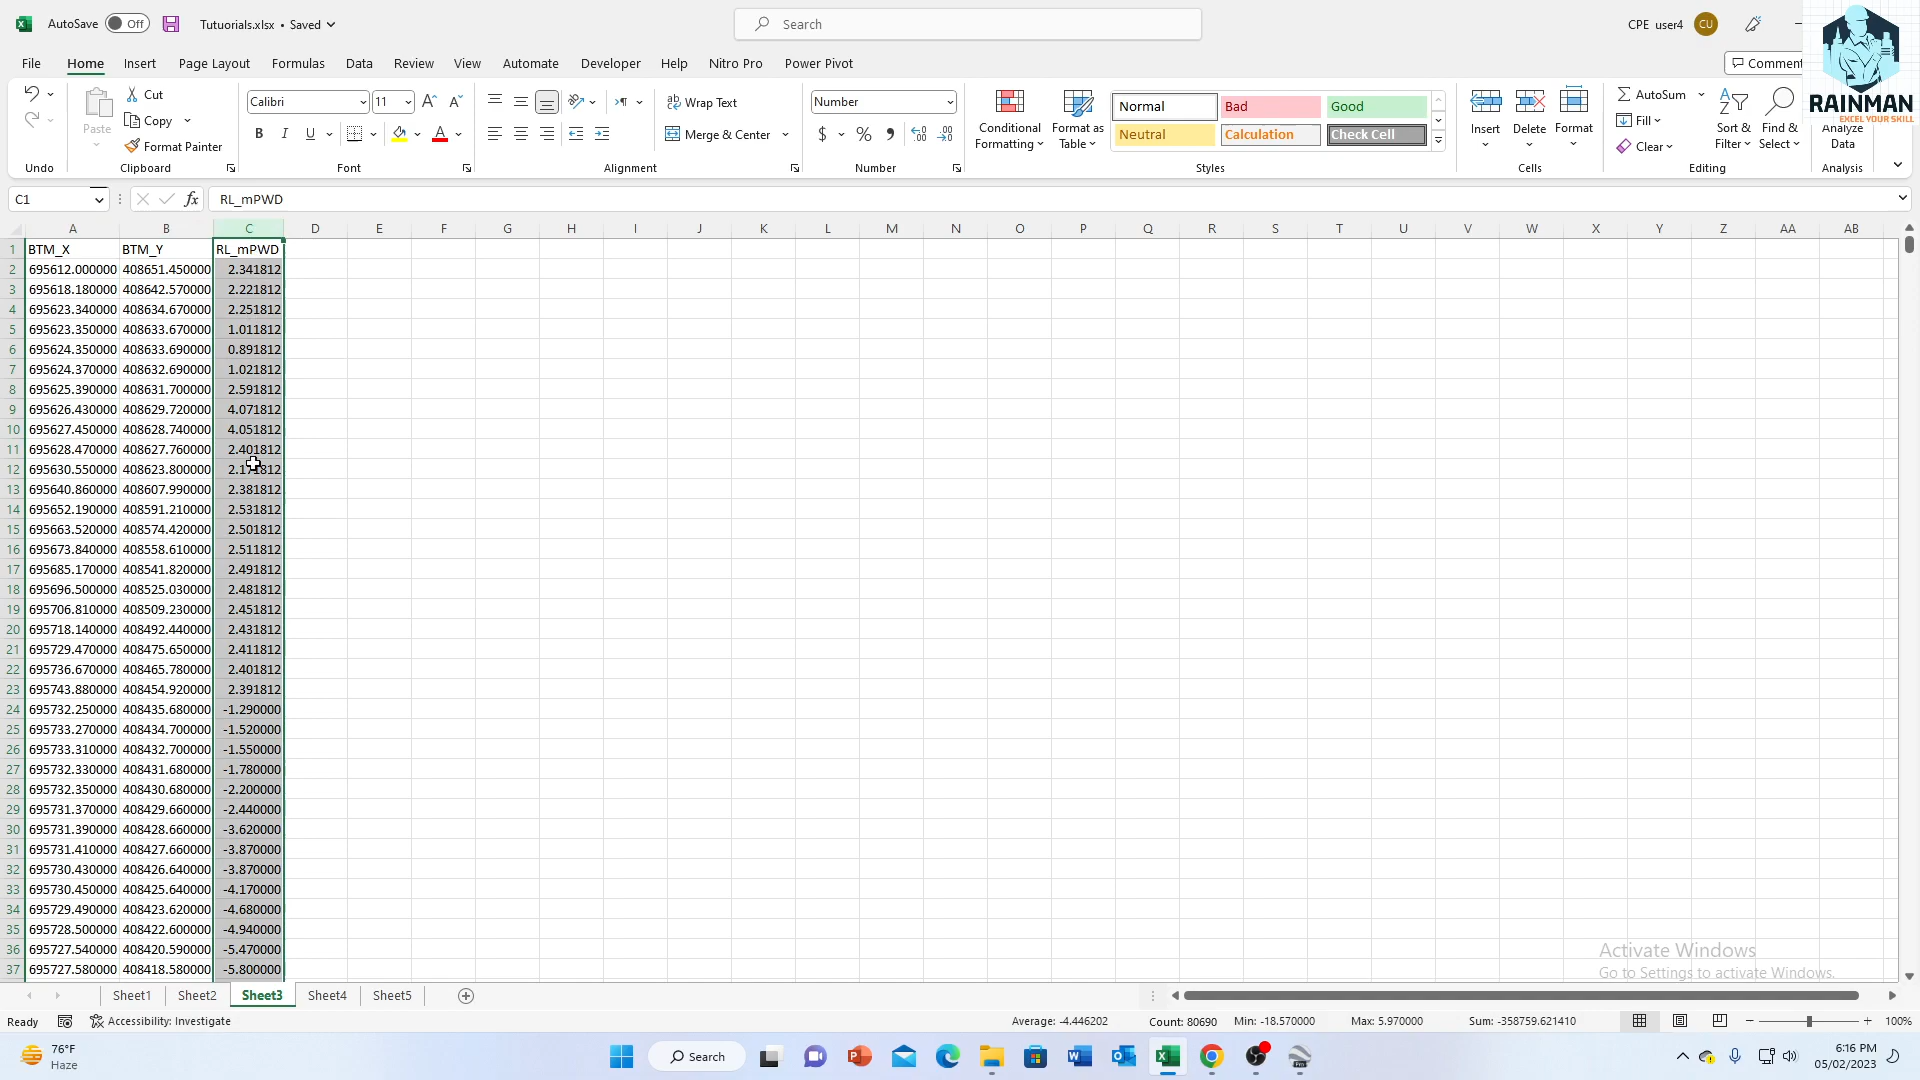 AutoSave Off Tutuorials.xlsx • Saved Search CPE user4 CU
File Home Insert Page Layout Formulas Data Review View Automate Developer Help Nitro Pro Power Pivot Comment
RAINMAN
EXCEL YOUR SKILL
Paste Cut Copy Format Painter
Calibri 11 B I U A
Wrap Text Merge & Center
Number $ % 9
Conditional Formatting Format as Table
Normal Bad Good
Neutral Calculation Check Cell
Insert Delete Format
AutoSum Fill Clear Sort & Filter Find & Select Analyze Data
Undo Clipboard Font Alignment Number Styles Cells Editing Analysis
C1 fx RL_mPWD
A B C D E F G H I J K L M N O P Q R S T U V W X Y Z AA AB
1 BTM_X BTM_Y RL_mPWD
2 695612.000000 408651.450000 2.341812
3 695618.180000 408642.570000 2.221812
4 695623.340000 408634.670000 2.251812
5 695623.350000 408633.670000 1.011812
6 695624.350000 408633.690000 0.891812
7 695624.370000 408632.690000 1.021812
8 695625.390000 408631.700000 2.591812
9 695626.430000 408629.720000 4.071812
10 695627.450000 408628.740000 4.051812
11 695628.470000 408627.760000 2.401812
12 695630.550000 408623.800000 2.171812
13 695640.860000 408607.990000 2.381812
14 695652.190000 408591.210000 2.531812
15 695663.520000 408574.420000 2.501812
16 695673.840000 408558.610000 2.511812
17 695685.170000 408541.820000 2.491812
18 695696.500000 408525.030000 2.481812
19 695706.810000 408509.230000 2.451812
20 695718.140000 408492.440000 2.431812
21 695729.470000 408475.650000 2.411812
22 695736.670000 408465.780000 2.401812
23 695743.880000 408454.920000 2.391812
24 695732.250000 408435.680000 -1.290000
25 695733.270000 408434.700000 -1.520000
26 695733.310000 408432.700000 -1.550000
27 695732.330000 408431.680000 -1.780000
28 695732.350000 408430.680000 -2.200000
29 695731.370000 408429.660000 -2.440000
30 695731.390000 408428.660000 -3.620000
31 695731.410000 408427.660000 -3.870000
32 695730.430000 408426.640000 -3.870000
33 695730.450000 408425.640000 -4.170000
34 695729.490000 408423.620000 -4.680000
35 695728.500000 408422.600000 -4.940000
36 695727.540000 408420.590000 -5.470000
37 695727.580000 408418.580000 -5.800000
Activate Windows
Go to Settings to activate Windows.
Sheet1 Sheet2 Sheet3 Sheet4 Sheet5
Ready Accessibility: Investigate Average: -4.446202 Count: 80690 Min: -18.570000 Max: 5.970000 Sum: -358759.621410 100%
76°F
Haze
Search
6:16 PM
05/02/2023